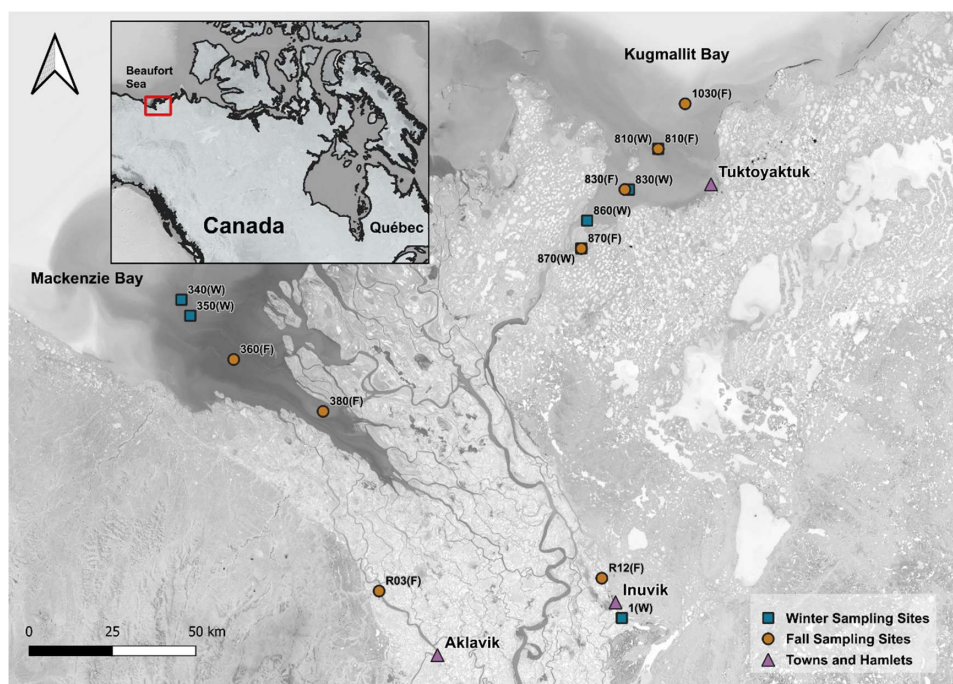 Kugmallit Bay
Beaufort
Sea
1030(F)
810(W)
810(F)
830(F)
830(W)
Tuktoyaktuk
860(W)
Canada
Québec
870(F)
870(W)
Mackenzie Bay
340(W)
350(W)
360(F)
380(F)
R03(F)
R12(F)
Inuvik
1(W)
Aklavik
0 25 50 km
Winter Sampling Sites
Fall Sampling Sites
Towns and Hamlets